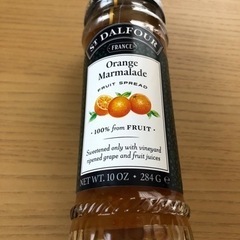 ST DALFOUR
FRANCE
Orange
Marmalade
FRUIT SPREAD
100% from FRUIT
Sweetened only with vineyard
ripened grape and fruit juices
NET WT. 10 OZ. - 284 G